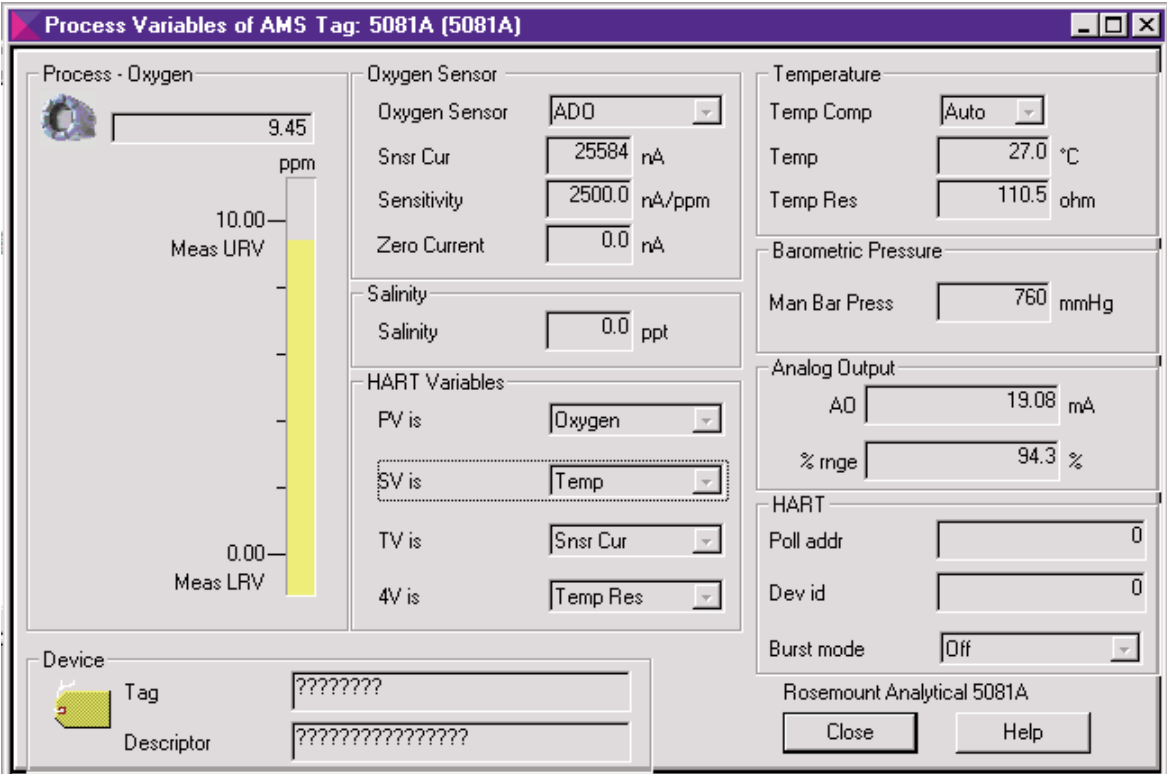 Process Variables of AMS Tag: 5081A (5081A)
Process - Oxygen
9.45
ppm
10.00
Meas URV
0.00
Meas LRV
Oxygen Sensor
Oxygen Sensor ADO
Snsr Cur 25584 nA
Sensitivity 2500.0 nA/ppm
Zero Current 0.0 nA
Salinity
Salinity 0.0 ppt
HART Variables
PV is Oxygen
SV is Temp
TV is Snsr Cur
4V is Temp Res
Temperature
Temp Comp Auto
Temp 27.0 °C
Temp Res 110.5 ohm
Barometric Pressure
Man Bar Press 760 mmHg
Analog Output
AO 19.08 mA
% rnge 94.3 %
HART
Poll addr 0
Dev id 0
Burst mode Off
Device
Tag ????????
Descriptor ????????????????
Rosemount Analytical 5081A
Close Help